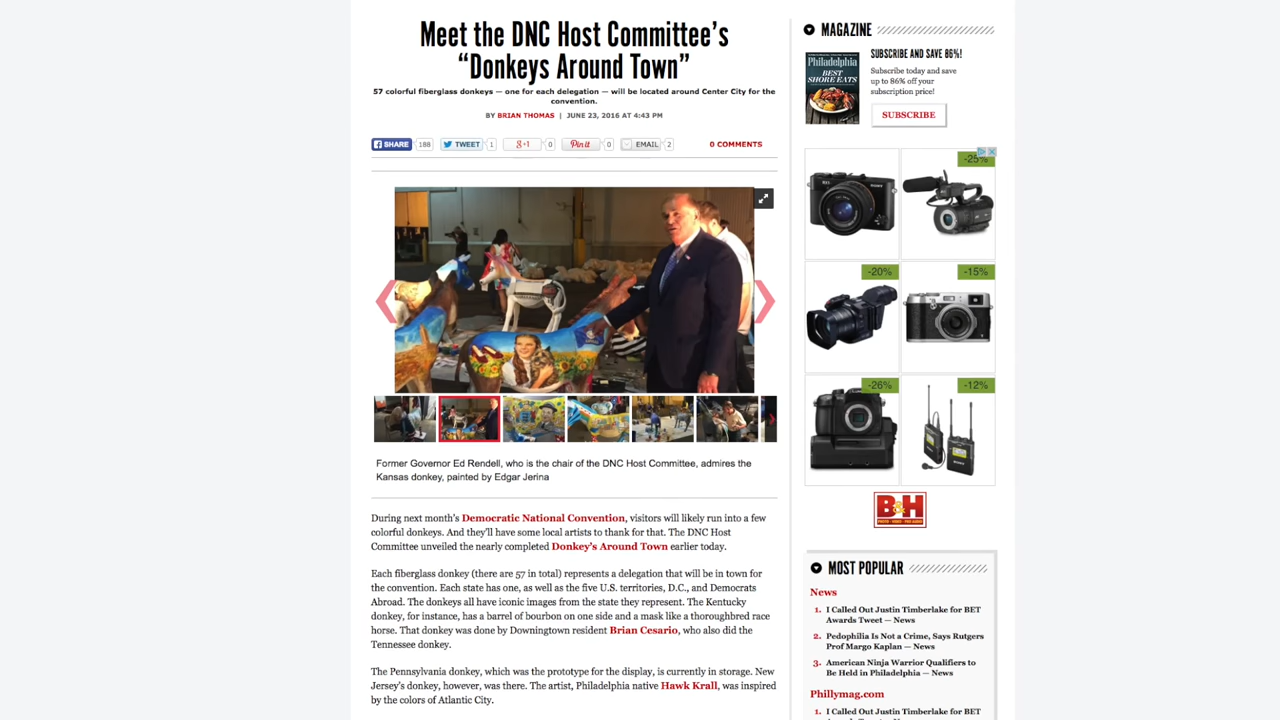 Meet the DNC Host Committee's
“Donkeys Around Town”
57 colorful fiberglass donkeys — one for each delegation — will be located around Center City for the
convention.
BY BRIAN THOMAS | JUNE 23, 2016 AT 4:43 PM
SHARE 188 TWEET 1 g+1 0 Pin it 0 EMAIL 2 0 COMMENTS
Former Governor Ed Rendell, who is the chair of the DNC Host Committee, admires the
Kansas donkey, painted by Edgar Jerina
During next month's Democratic National Convention, visitors will likely run into a few
colorful donkeys. And they'll have some local artists to thank for that. The DNC Host
Committee unveiled the nearly completed Donkey's Around Town earlier today.
Each fiberglass donkey (there are 57 in total) represents a delegation that will be in town for
the convention. Each state has one, as well as the five U.S. territories, D.C., and Democrats
Abroad. The donkeys all have iconic images from the state they represent. The Kentucky
donkey, for instance, has a barrel of bourbon on one side and a mask like a thoroughbred race
horse. That donkey was done by Downingtown resident Brian Cesario, who also did the
Tennessee donkey.
The Pennsylvania donkey, which was the prototype for the display, is currently in storage. New
Jersey's donkey, however, was there. The artist, Philadelphia native Hawk Krall, was inspired
by the colors of Atlantic City.
MAGAZINE
Philadelphia
BEST
SHORE EATS
SUBSCRIBE AND SAVE 86%!
Subscribe today and save
up to 86% off your
subscription price!
SUBSCRIBE
-25%
-20%
-15%
-26%
-12%
B&H
PHOTO · VIDEO · PRO AUDIO
MOST POPULAR
News
1. I Called Out Justin Timberlake for BET
Awards Tweet — News
2. Pedophilia Is Not a Crime, Says Rutgers
Prof Margo Kaplan — News
3. American Ninja Warrior Qualifiers to
Be Held in Philadelphia — News
Phillymag.com
1. I Called Out Justin Timberlake for BET